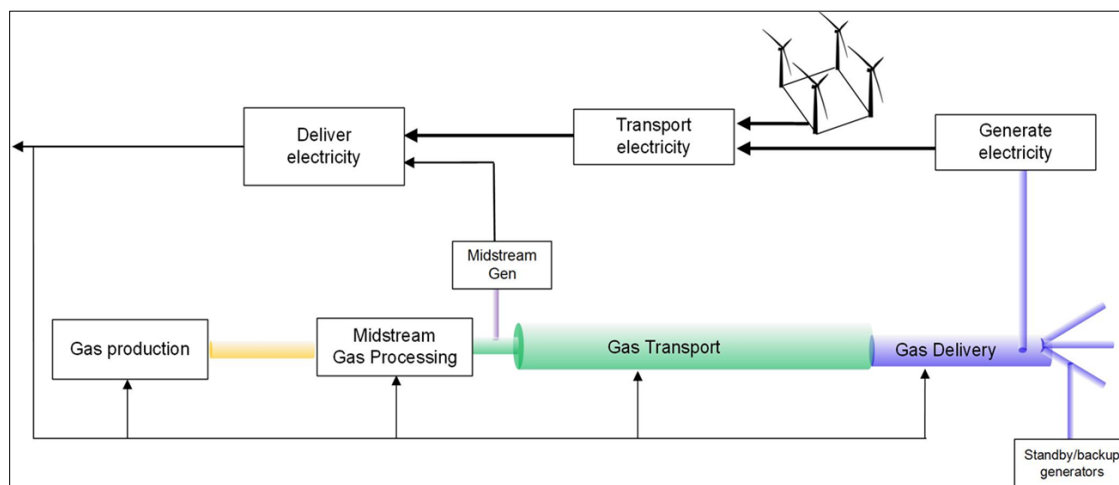 Deliver
electricity
Transport
electricity
Generate
electricity
Midstream
Gen
Gas production
Midstream
Gas Processing
Gas Transport
Gas Delivery
Standby/backup
generators